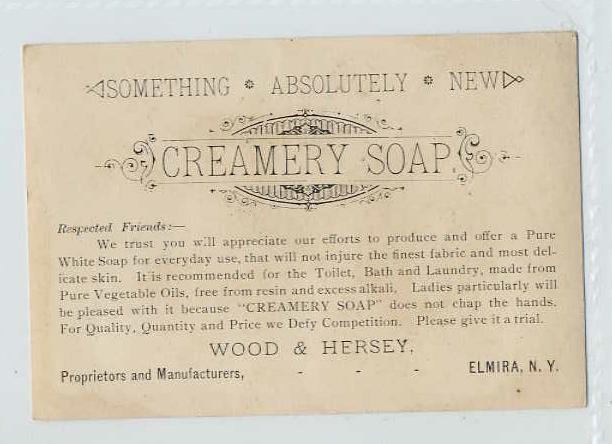 SOMETHING * ABSOLUTELY * NEW
CREAMERY SOAP.
Respected Friends:—
We trust you will appreciate our efforts to produce and offer a Pure
White Soap for everyday use, that will not injure the finest fabric and most del-
icate skin. It is recommended for the Toilet, Bath and Laundry, made from
Pure Vegetable Oils, free from resin and excess alkali. Ladies particularly will
be pleased with it because "CREAMERY SOAP" does not chap the hands.
For Quality, Quantity and Price we Defy Competition. Please give it a trial.
WOOD & HERSEY,
Proprietors and Manufacturers, - - - ELMIRA, N. Y.